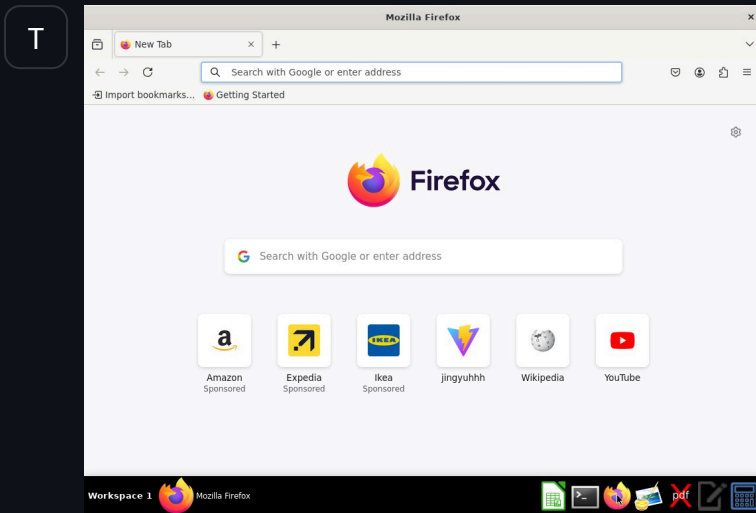 T
Mozilla Firefox
New Tab
Search with Google or enter address
Import bookmarks...
Getting Started
Firefox
Search with Google or enter address
a
IKEA
Amazon
Expedia
Ikea
jingyuhhh
Wikipedia
YouTube
Sponsored
Sponsored
Sponsored
Workspace 1
Mozilla Firefox
pdf